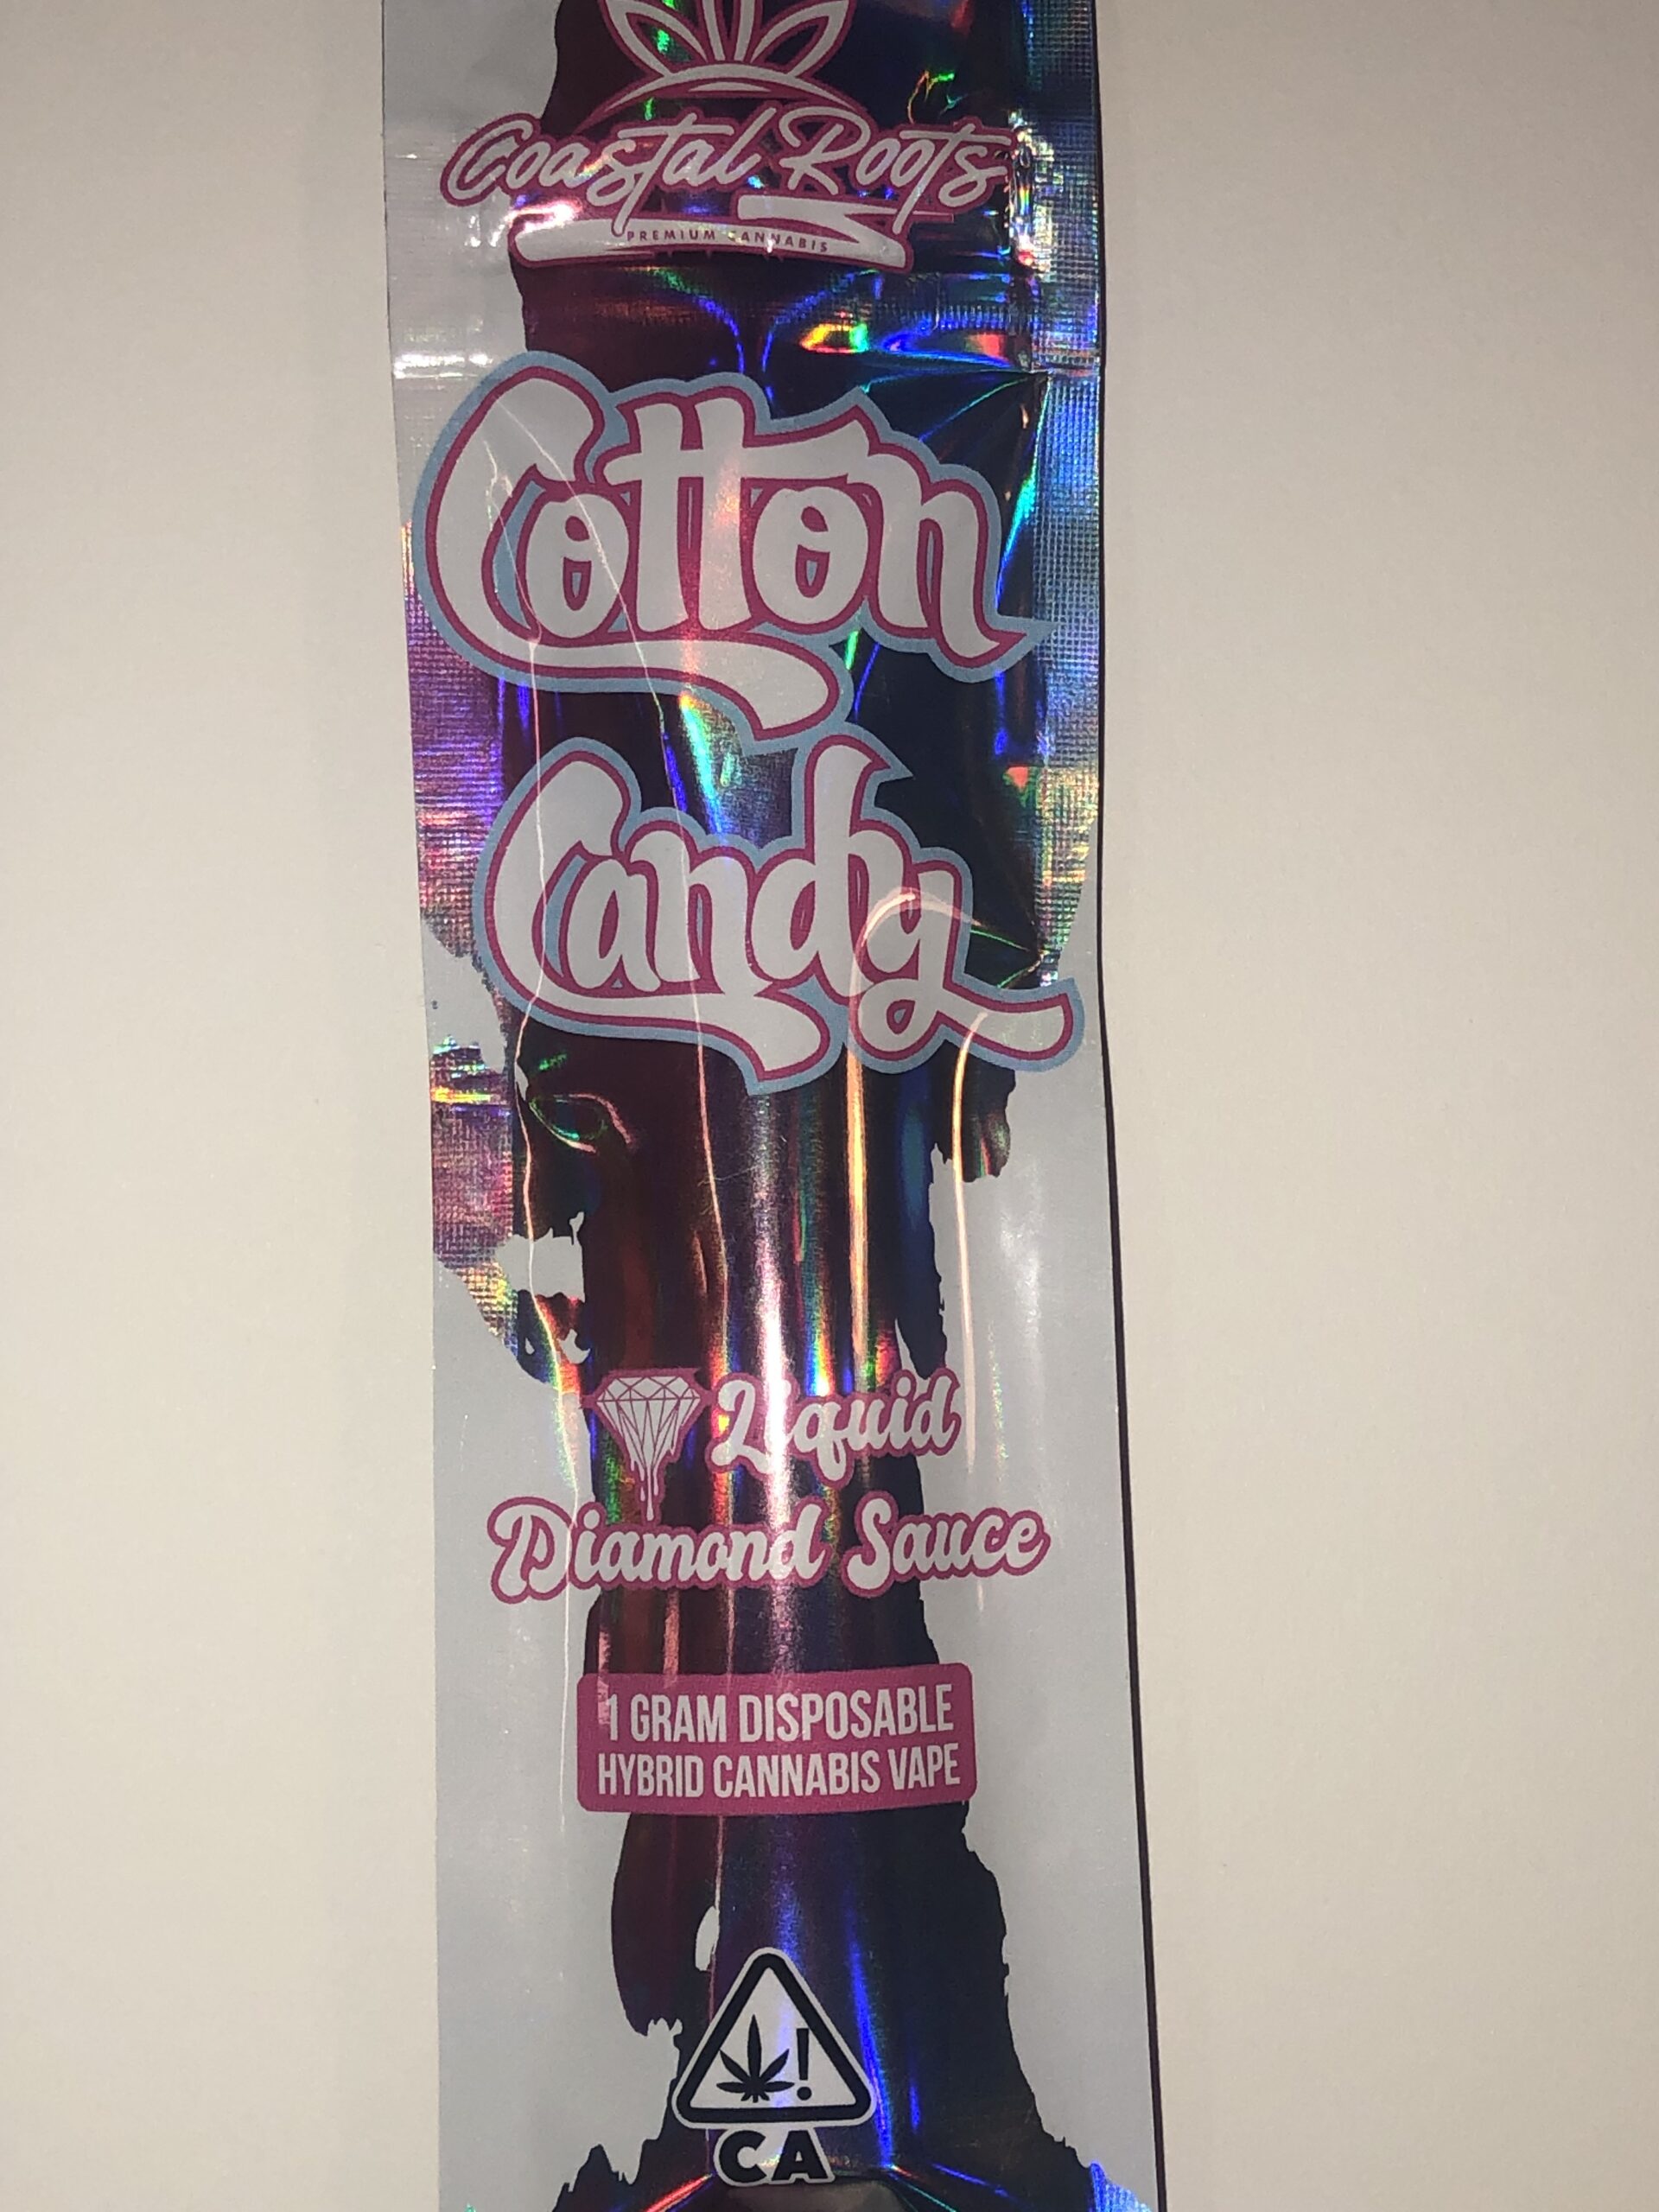 Coastal Roots
PREMIUM CANNABIS
Cotton
Candy
Liquid
Diamond Sauce
1 GRAM DISPOSABLE
HYBRID CANNABIS VAPE
!
CA